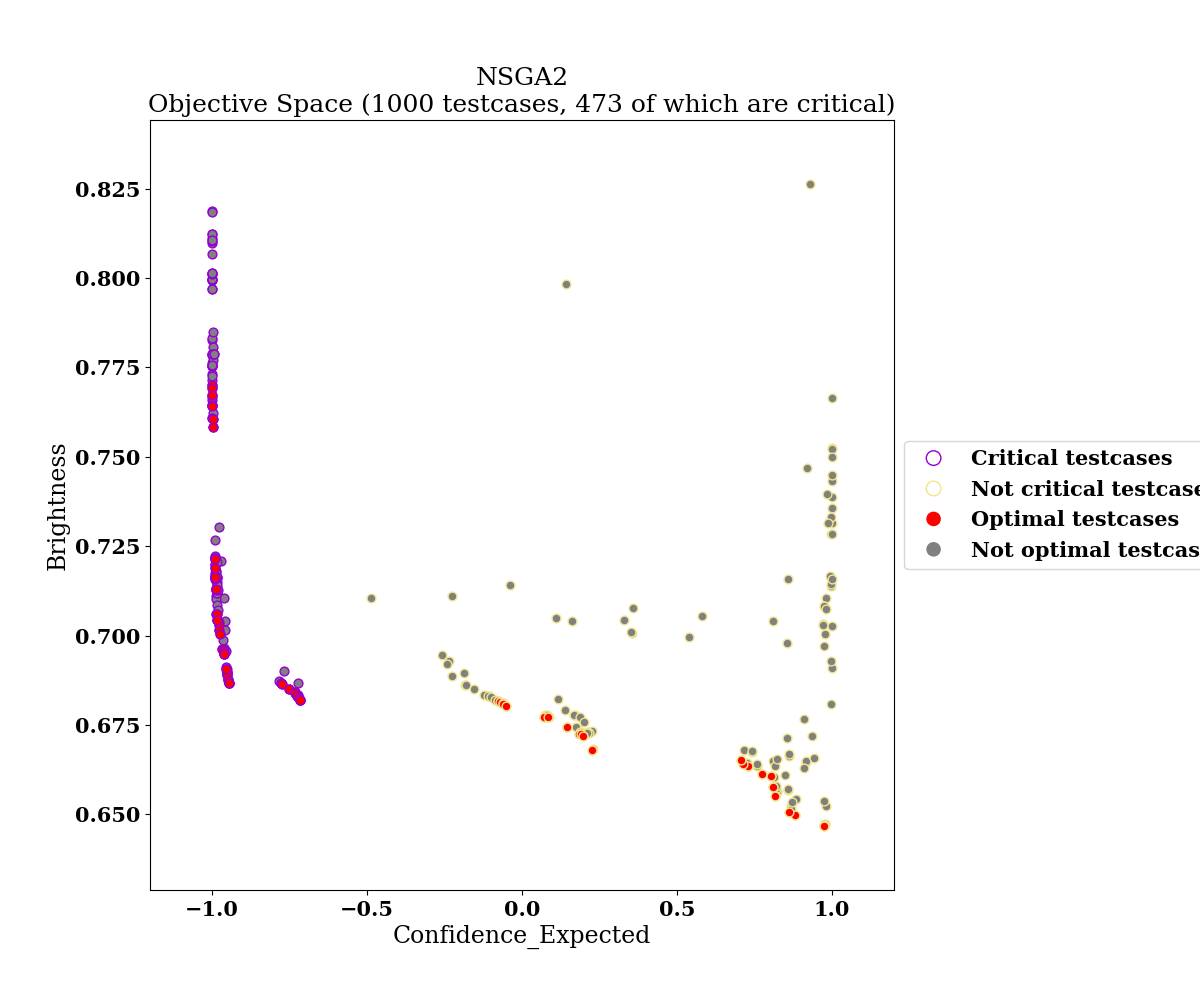 NSGA2
Objective Space (1000 testcases, 473 of which are critical)
0.825
0.800
0.775
0.750
0.725
0.700
0.675
0.650
Brightness
−1.0
−0.5
0.0
0.5
1.0
Confidence_Expected
Critical testcases
Not critical testcase
Optimal testcases
Not optimal testcas